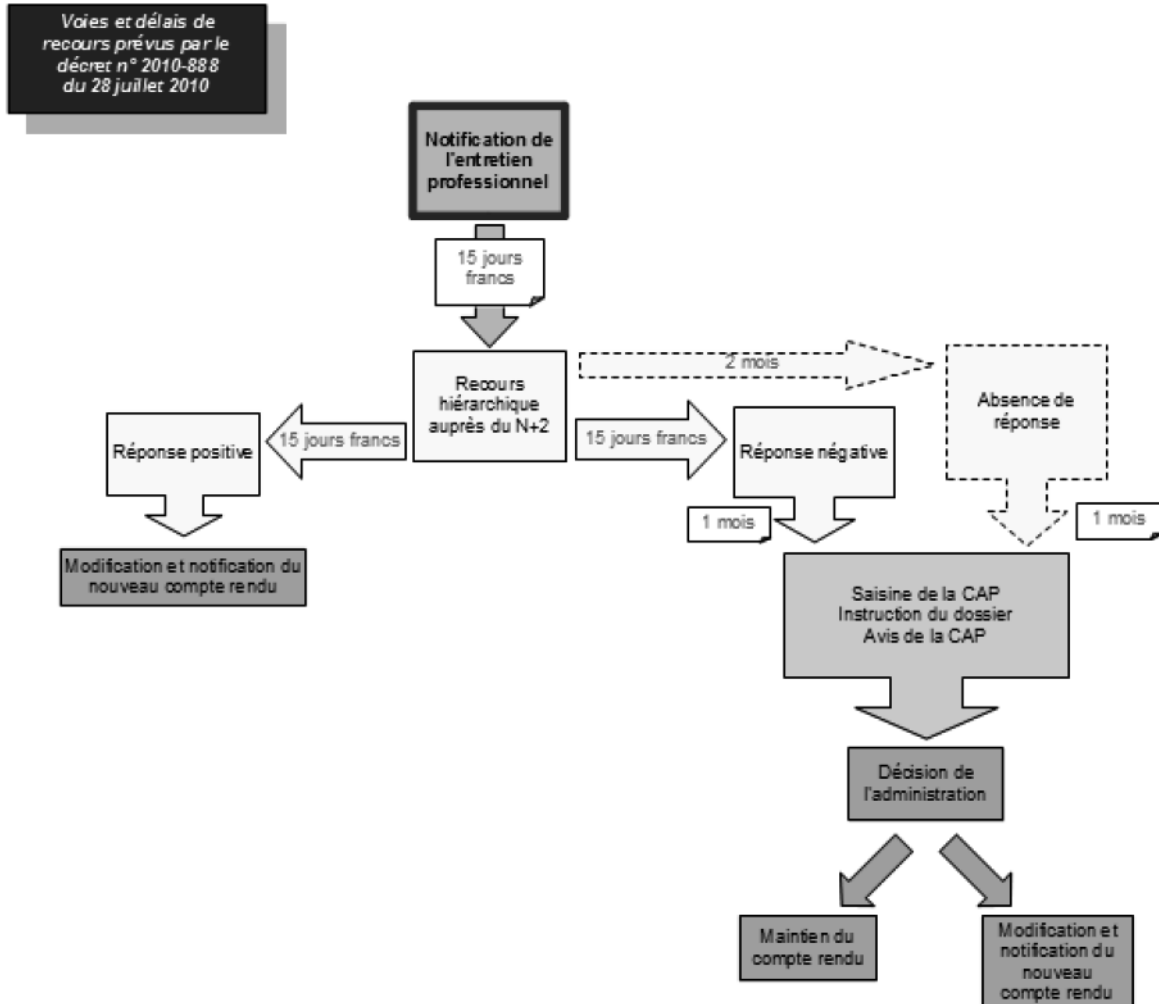 Voies et délais de
recours prévus par le
décret n° 2010-888
du 28 juillet 2010
Notification de
l'entretien
professionnel
15 jours
francs
Recours
hiérarchique
auprès du N+2
2 mois
Absence de
réponse
15 jours francs
15 jours francs
Réponse positive
Réponse négative
1 mois
1 mois
Modification et notification du
nouveau compte rendu
Saisine de la CAP
Instruction du dossier
Avis de la CAP
Décision de
l'administration
Maintien du
compte rendu
Modification et
notification du
nouveau
compte rendu